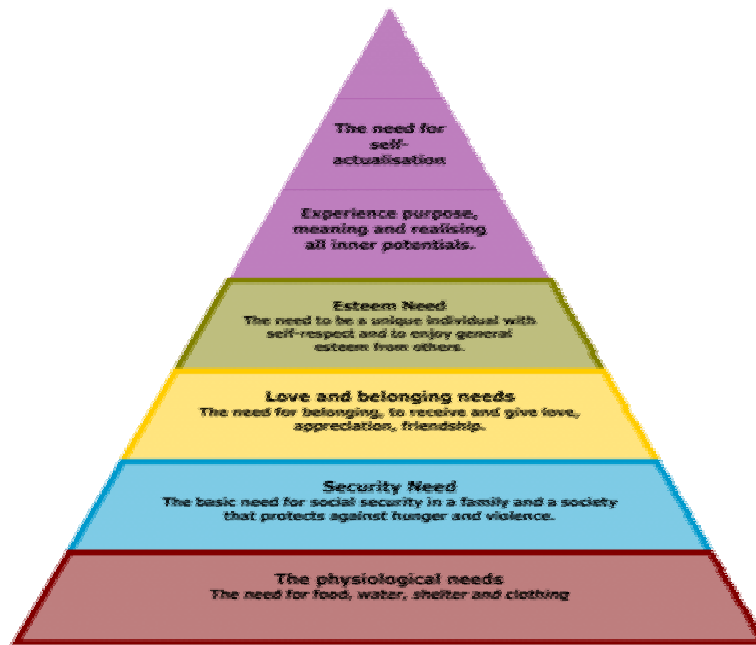 The need for
self-
actualisation
Experience purpose,
meaning and realising
all inner potentials.
Esteem Need
The need to be a unique individual with
self-respect and to enjoy general
esteem from others.
Love and belonging needs
The need for belonging, to receive and give love,
appreciation, friendship.
Security Need
The basic need for social security in a family and a society
that protects against hunger and violence.
The physiological needs
The need for food, water, shelter and clothing